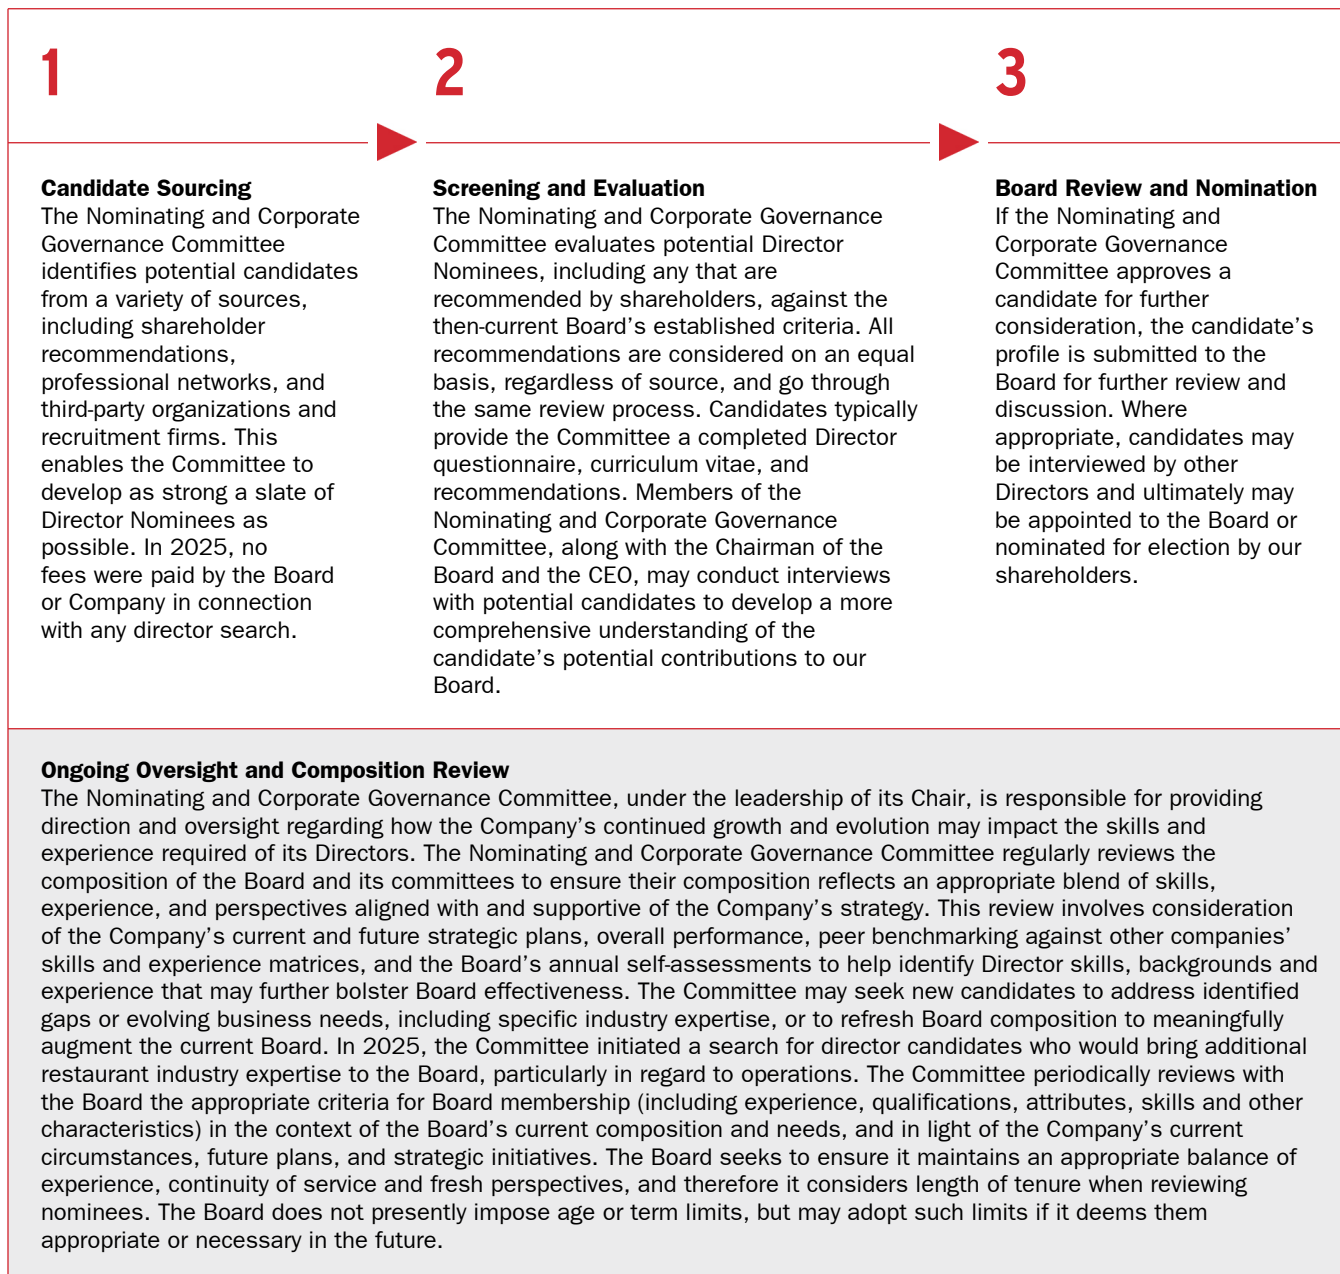 1
2
3
Candidate Sourcing
The Nominating and Corporate
Governance Committee
identifies potential candidates
from a variety of sources,
including shareholder
recommendations,
professional networks, and
third-party organizations and
recruitment firms. This
enables the Committee to
develop as strong a slate of
Director Nominees as
possible. In 2025, no
fees were paid by the Board
or Company in connection
with any director search.
Screening and Evaluation
The Nominating and Corporate Governance
Committee evaluates potential Director
Nominees, including any that are
recommended by shareholders, against the
then-current Board’s established criteria. All
recommendations are considered on an equal
basis, regardless of source, and go through
the same review process. Candidates typically
provide the Committee a completed Director
questionnaire, curriculum vitae, and
recommendations. Members of the
Nominating and Corporate Governance
Committee, along with the Chairman of the
Board and the CEO, may conduct interviews
with potential candidates to develop a more
comprehensive understanding of the
candidate’s potential contributions to our
Board.
Board Review and Nomination
If the Nominating and
Corporate Governance
Committee approves a
candidate for further
consideration, the candidate’s
profile is submitted to the
Board for further review and
discussion. Where
appropriate, candidates may
be interviewed by other
Directors and ultimately may
be appointed to the Board or
nominated for election by our
shareholders.
Ongoing Oversight and Composition Review
The Nominating and Corporate Governance Committee, under the leadership of its Chair, is responsible for providing
direction and oversight regarding how the Company’s continued growth and evolution may impact the skills and
experience required of its Directors. The Nominating and Corporate Governance Committee regularly reviews the
composition of the Board and its committees to ensure their composition reflects an appropriate blend of skills,
experience, and perspectives aligned with and supportive of the Company’s strategy. This review involves consideration
of the Company’s current and future strategic plans, overall performance, peer benchmarking against other companies’
skills and experience matrices, and the Board’s annual self-assessments to help identify Director skills, backgrounds and
experience that may further bolster Board effectiveness. The Committee may seek new candidates to address identified
gaps or evolving business needs, including specific industry expertise, or to refresh Board composition to meaningfully
augment the current Board. In 2025, the Committee initiated a search for director candidates who would bring additional
restaurant industry expertise to the Board, particularly in regard to operations. The Committee periodically reviews with
the Board the appropriate criteria for Board membership (including experience, qualifications, attributes, skills and other
characteristics) in the context of the Board’s current composition and needs, and in light of the Company’s current
circumstances, future plans, and strategic initiatives. The Board seeks to ensure it maintains an appropriate balance of
experience, continuity of service and fresh perspectives, and therefore it considers length of tenure when reviewing
nominees. The Board does not presently impose age or term limits, but may adopt such limits if it deems them
appropriate or necessary in the future.